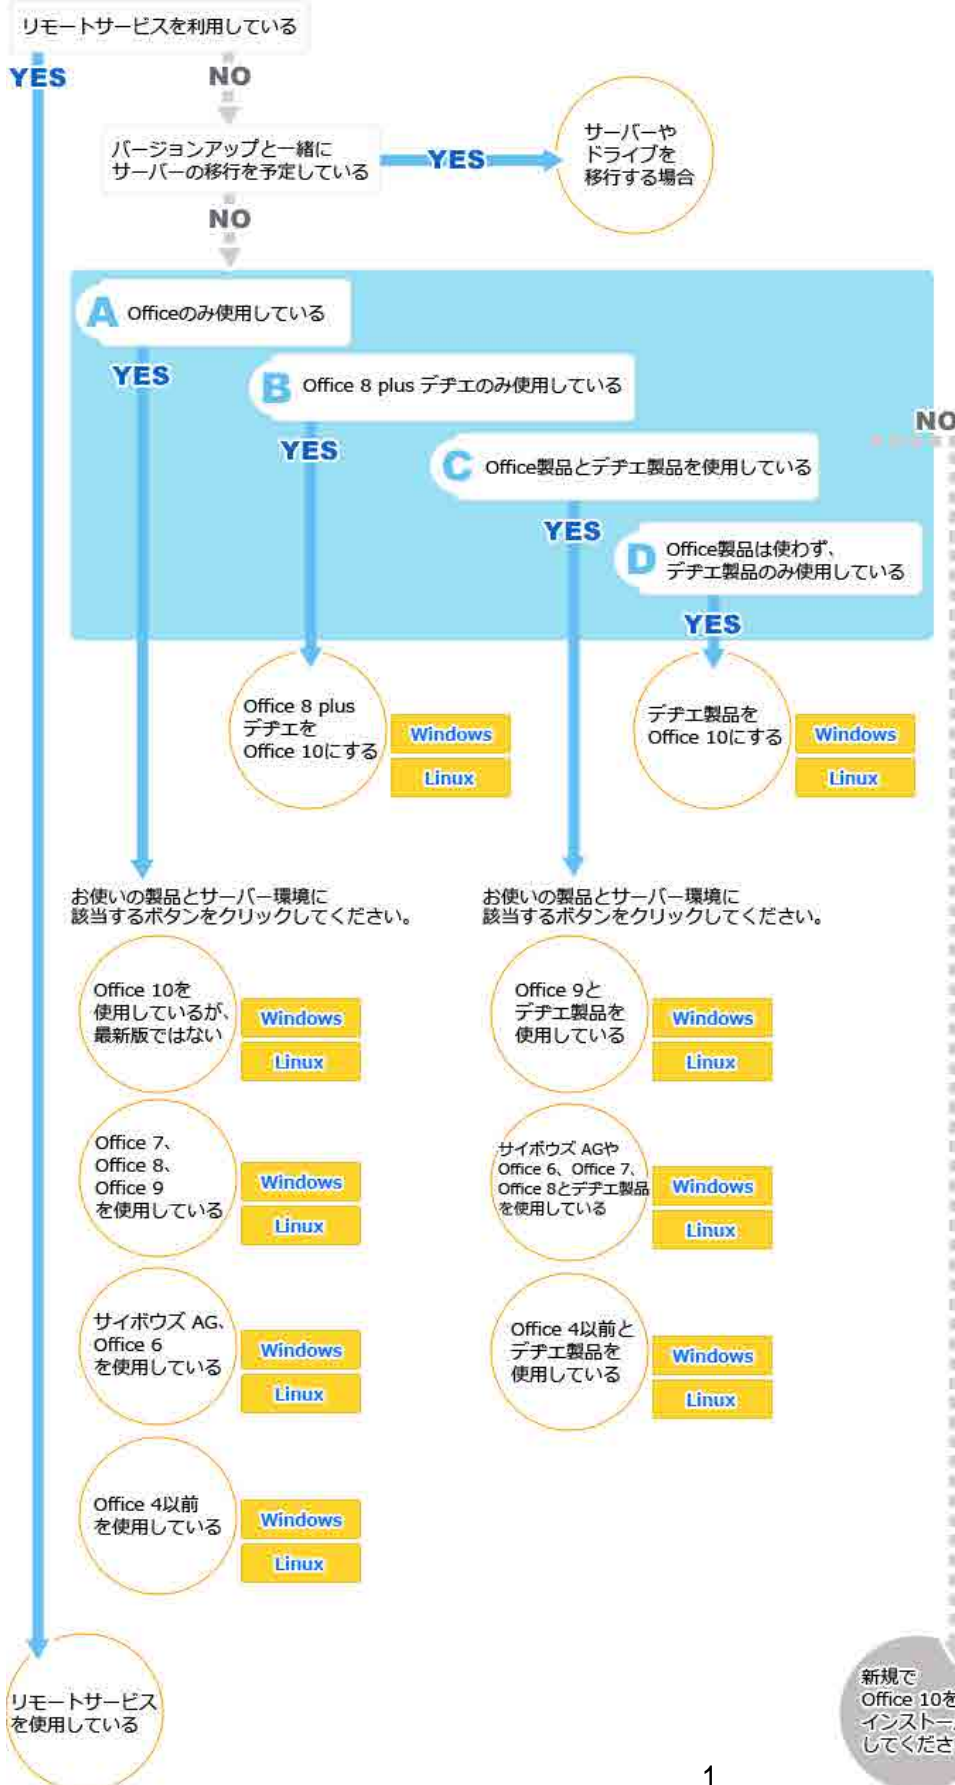 リモートサービスを利用している
YES
NO
バージョンアップと一緒に
サーバーの移行を予定している
YES
サーバーや
ドライブを
移行する場合
NO
A Officeのみ使用している
YES
B Office 8 plus デヂエのみ使用している
YES
NO
C Office製品とデヂエ製品を使用している
YES
D Office製品は使わず、
デヂエ製品のみ使用している
YES
Office 8 plus
デヂエを
Office 10にする
Windows
Linux
デヂエ製品を
Office 10にする
Windows
Linux
お使いの製品とサーバー環境に
該当するボタンをクリックしてください。
Office 10を
使用しているが、
最新版ではない
Windows
Linux
Office 7、
Office 8、
Office 9
を使用している
Windows
Linux
サイボウズ AG、
Office 6
を使用している
Windows
Linux
Office 4以前
を使用している
Windows
Linux
お使いの製品とサーバー環境に
該当するボタンをクリックしてください。
Office 9と
デヂエ製品を
使用している
Windows
Linux
サイボウズ AGや
Office 6、Office 7、
Office 8とデヂエ製品
を使用している
Windows
Linux
Office 4以前と
デヂエ製品を
使用している
Windows
Linux
リモートサービス
を使用している
新規で
Office 10を
インストー
してくださ
1